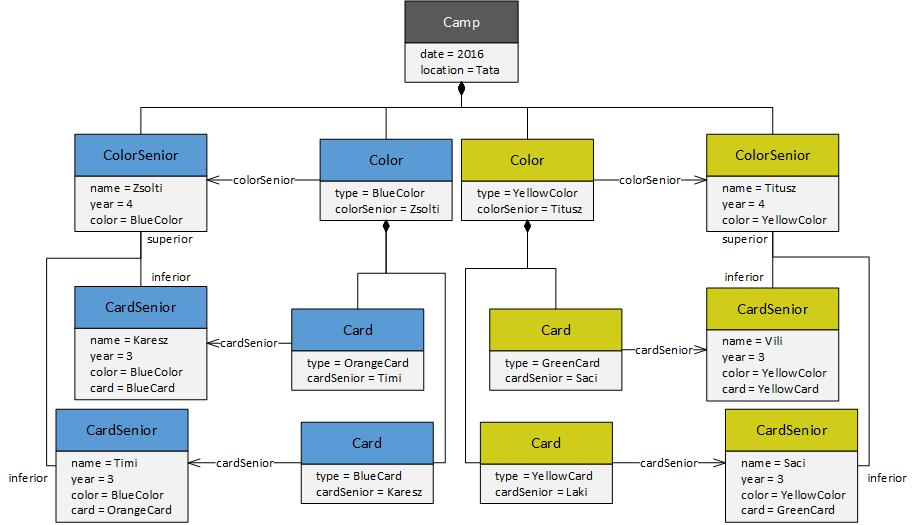 Camp
date = 2016
location = Tata
ColorSenior
name = Zsolti
year = 4
color = BlueColor
colorSenior
Color
type = BlueColor
colorSenior = Zsolti
Color
type = YellowColor
colorSenior = Titusz
colorSenior
ColorSenior
name = Titusz
year = 4
color = YellowColor
superior
inferior
superior
inferior
CardSenior
name = Karesz
year = 3
color = BlueColor
card = BlueCard
cardSenior
Card
type = OrangeCard
cardSenior = Timi
Card
type = GreenCard
cardSenior = Saci
cardSenior
CardSenior
name = Vili
year = 3
color = YellowColor
card = YellowCard
inferior
CardSenior
name = Timi
year = 3
color = BlueColor
card = OrangeCard
cardSenior
Card
type = BlueCard
cardSenior = Karesz
Card
type = YellowCard
cardSenior = Laki
cardSenior
CardSenior
name = Saci
year = 3
color = YellowColor
card = GreenCard
inferior